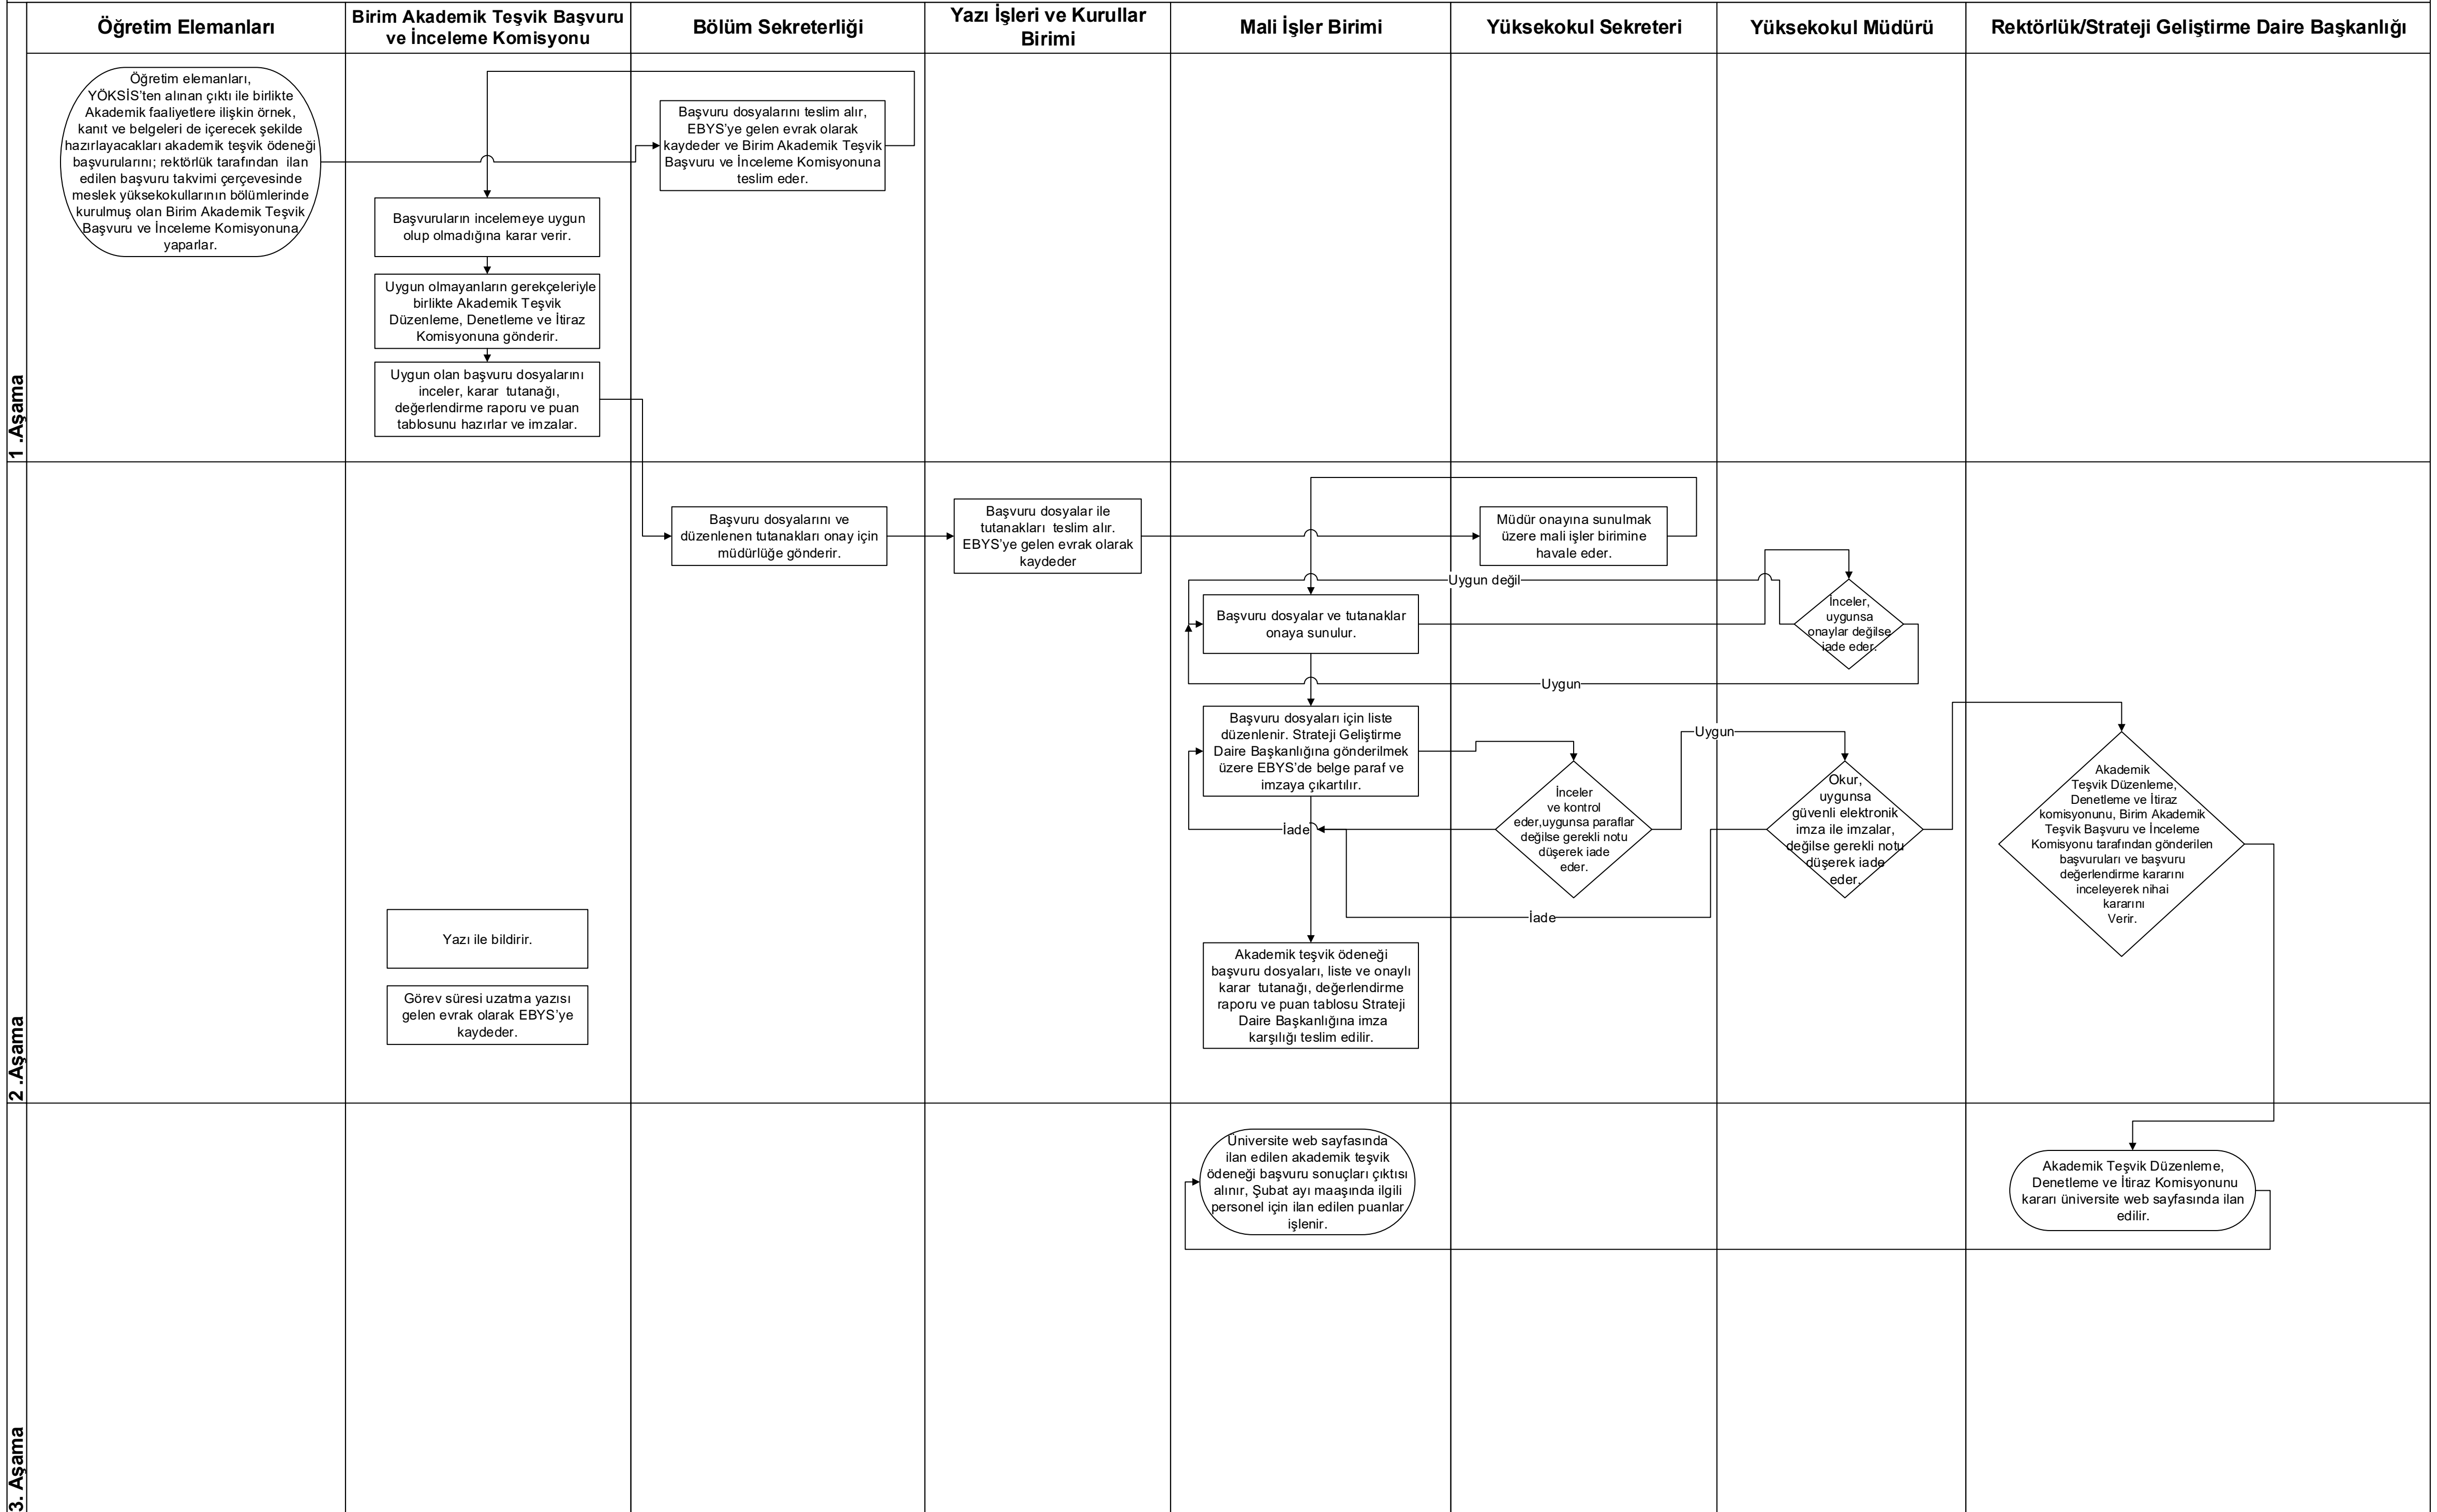 Öğretim Elemanları
Birim Akademik Teşvik Başvuru
ve İnceleme Komisyonu
Bölüm Sekreterliği
Yazı İşleri ve Kurullar
Birimi
Mali İşler Birimi
Yüksekokul Sekreteri
Yüksekokul Müdürü
Rektörlük/Strateji Geliştirme Daire Başkanlığı
1 .Aşama
Öğretim elemanları,
YÖKSİS’ten alınan çıktı ile birlikte
Akademik faaliyetlere ilişkin örnek,
kanıt ve belgeleri de içerecek şekilde
hazırlayacakları akademik teşvik ödeneği
başvurularını; rektörlük tarafından ilan
edilen başvuru takvimi çerçevesinde
meslek yüksekokullarının bölümlerinde
kurulmuş olan Birim Akademik Teşvik
Başvuru ve İnceleme Komisyonuna
yaparlar.
Başvuru dosyalarını teslim alır,
EBYS’ye gelen evrak olarak
kaydeder ve Birim Akademik Teşvik
Başvuru ve İnceleme Komisyonuna
teslim eder.
Başvuruların incelemeye uygun
olup olmadığına karar verir.
Uygun olmayanların gerekçeleriyle
birlikte Akademik Teşvik
Düzenleme, Denetleme ve İtiraz
Komisyonuna gönderir.
Uygun olan başvuru dosyalarını
inceler, karar tutanağı,
değerlendirme raporu ve puan
tablosunu hazırlar ve imzalar.
2 .Aşama
Başvuru dosyalarını ve
düzenlenen tutanakları onay için
müdürlüğe gönderir.
Başvuru dosyalar ile
tutanakları teslim alır.
EBYS’ye gelen evrak olarak
kaydeder
Müdür onayına sunulmak
üzere mali işler birimine
havale eder.
Uygun değil
Başvuru dosyalar ve tutanaklar
onaya sunulur.
İnceler,
uygunsa
onaylar değilse
iade eder.
Uygun
Başvuru dosyaları için liste
düzenlenir. Strateji Geliştirme
Daire Başkanlığına gönderilmek
üzere EBYS’de belge paraf ve
imzaya çıkartılır.
Uygun
İnceler
ve kontrol
eder,uygunsa paraflar
değilse gerekli notu
düşerek iade
eder.
Okur,
uygunsa
güvenli elektronik
imza ile imzalar,
değilse gerekli notu
düşerek iade
eder.
Akademik
Teşvik Düzenleme,
Denetleme ve İtiraz
komisyonunu, Birim Akademik
Teşvik Başvuru ve İnceleme
Komisyonu tarafından gönderilen
başvuruları ve başvuru
değerlendirme kararını
inceleyerek nihai
kararını
Verir.
İade
İade
Yazı ile bildirir.
Görev süresi uzatma yazısı
gelen evrak olarak EBYS’ye
kaydeder.
Akademik teşvik ödeneği
başvuru dosyaları, liste ve onaylı
karar tutanağı, değerlendirme
raporu ve puan tablosu Strateji
Daire Başkanlığına imza
karşılığı teslim edilir.
3. Aşama
Üniversite web sayfasında
ilan edilen akademik teşvik
ödeneği başvuru sonuçları çıktısı
alınır, Şubat ayı maaşında ilgili
personel için ilan edilen puanlar
işlenir.
Akademik Teşvik Düzenleme,
Denetleme ve İtiraz Komisyonunu
kararı üniversite web sayfasında ilan
edilir.